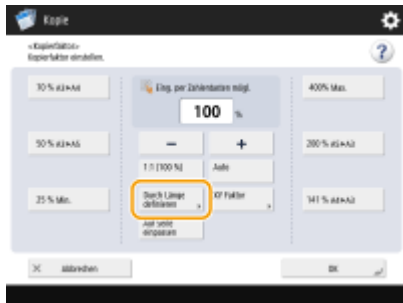 Kopie
<Kopierfaktor>
Kopierfaktor einstellen.
70 % A3➔A4
Eing. per Zahlentasten mögl.
400% Max.
100 %
50 % A3➔A5
−
+
200 % A5➔A3
1:1 [100 %]
Auto
25 % Min.
Durch Länge
definieren
XY Faktor
141 % A4➔A3
Auf Seite
einpassen
Abbrechen
OK